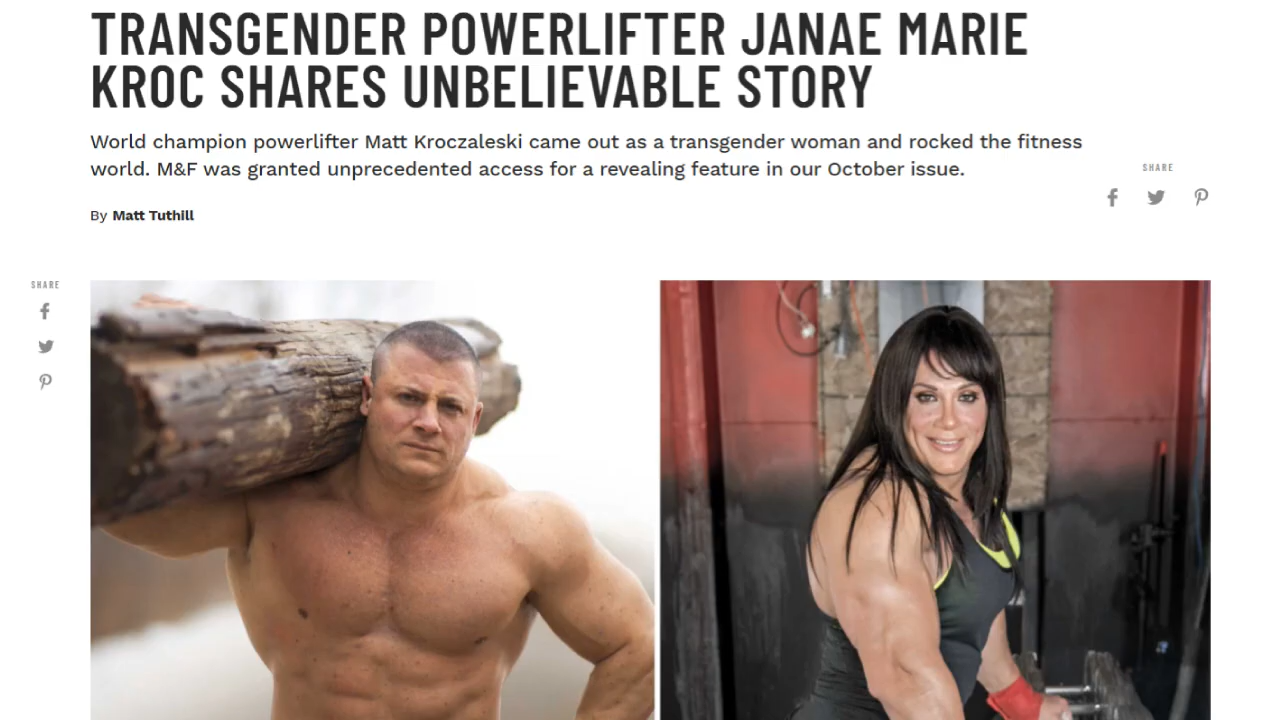 TRANSGENDER POWERLIFTER JANAE MARIE
KROC SHARES UNBELIEVABLE STORY
World champion powerlifter Matt Kroczaleski came out as a transgender woman and rocked the fitness
world. M&F was granted unprecedented access for a revealing feature in our October issue.
SHARE
By Matt Tuthill
SHARE